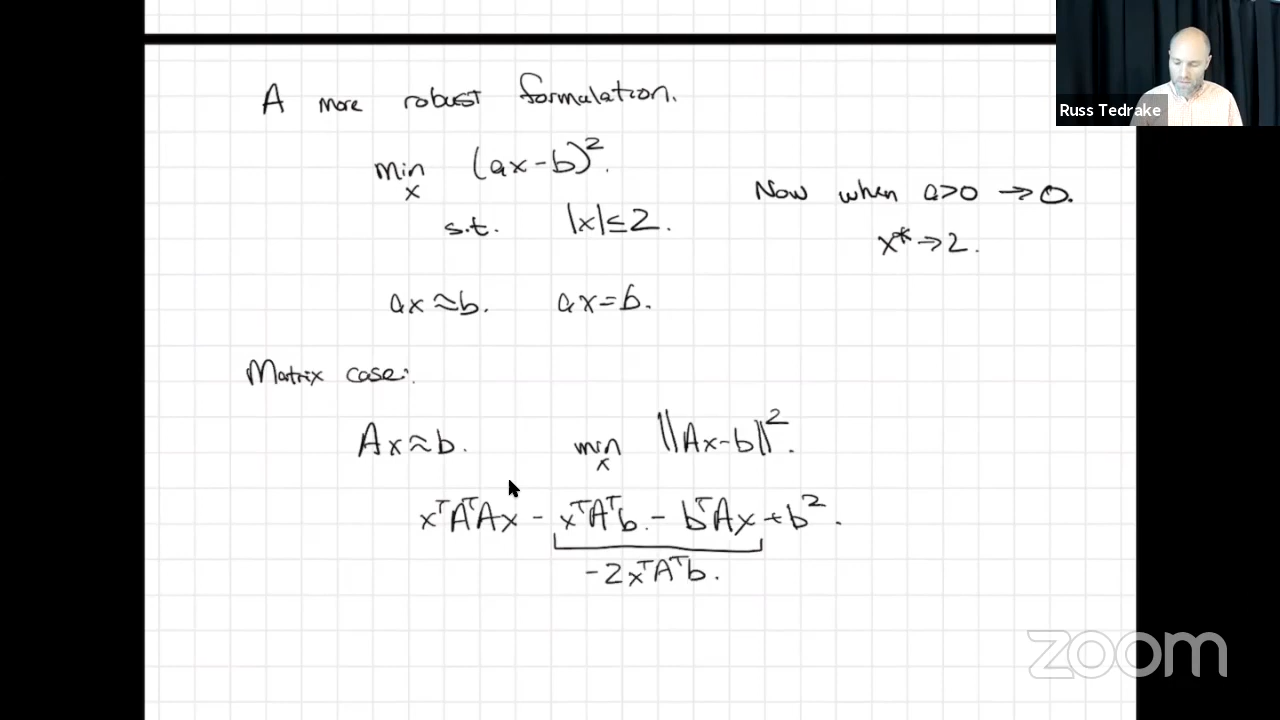 A more robust formulation.
min (ax-b)².
x
s.t. |x|≤2.
Now when a>0 → 0.
x* → 2.
ax≈b. ax=b.
Matrix case:
Ax≈b. min ||Ax-b||².
x
xᵀAᵀAx - xᵀAᵀb. - bᵀAx + b².
-2xᵀAᵀb.
Russ Tedrake
zoom